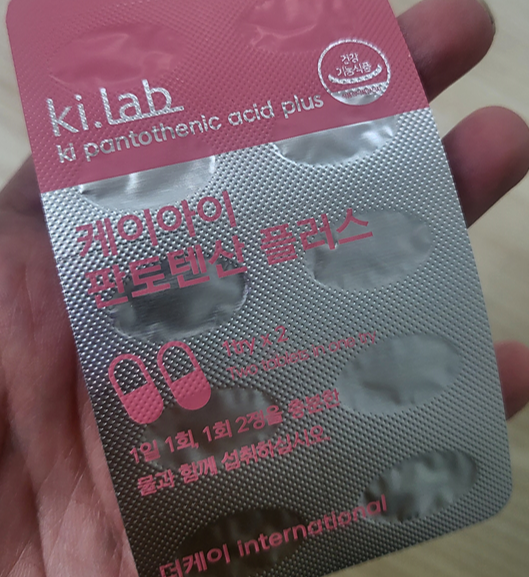 건강
기능식품
ki.lab
ki pantothenic acid plus
케이아이
판토텐산 플러스
1day x 2
1일 1회, 1회 2정을 충분한
물과 함께 섭취하십시오.
더케이 international